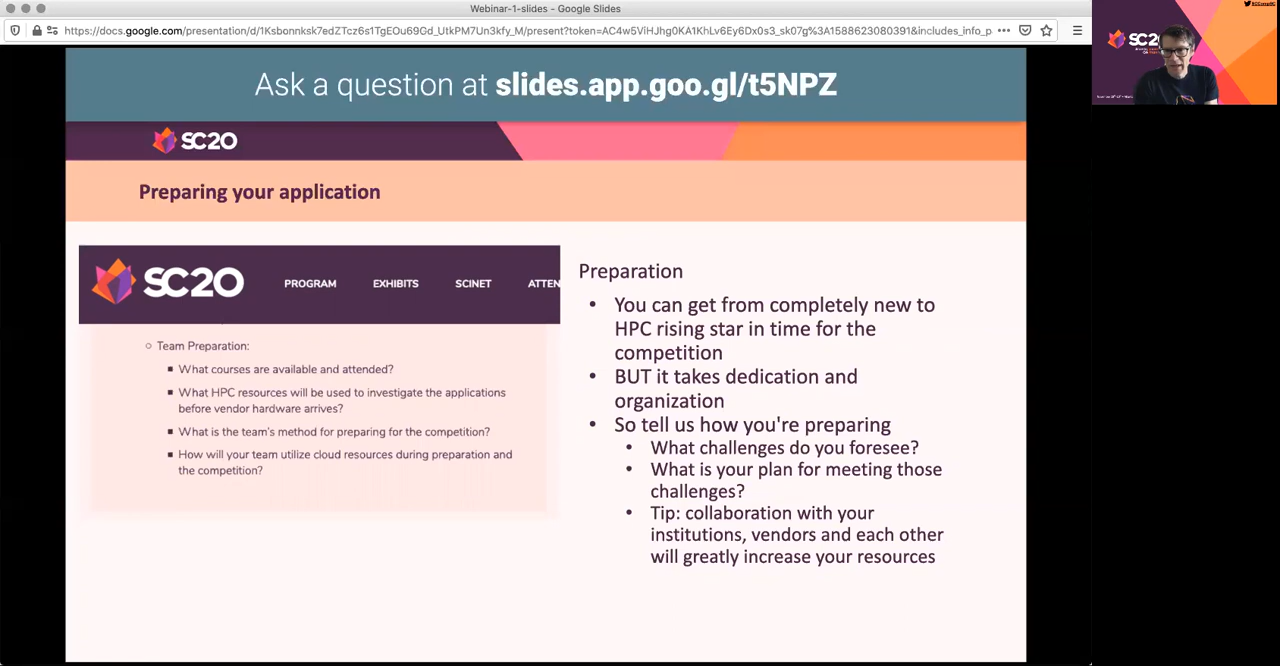 Webinar-1-slides - Google Slides
https://docs.google.com/presentation/d/1Ksbonnksk7edZTcz6s1TgEOu69Gd_UtkPM7Un3kfy_M/present?token=AC4w5ViHJhg0KA1KhLv6Ey6Dx0s3_sk07g%3A1588623080391&includes_info_p
Ask a question at slides.app.goo.gl/t5NPZ
SC20
Preparing your application
SC20 PROGRAM EXHIBITS SCINET ATTEN
Team Preparation:
What courses are available and attended?
What HPC resources will be used to investigate the applications
before vendor hardware arrives?
What is the team's method for preparing for the competition?
How will your team utilize cloud resources during preparation and
the competition?
Preparation
• You can get from completely new to
HPC rising star in time for the
competition
• BUT it takes dedication and
organization
• So tell us how you're preparing
• What challenges do you foresee?
• What is your plan for meeting those
challenges?
• Tip: collaboration with your
institutions, vendors and each other
will greatly increase your resources